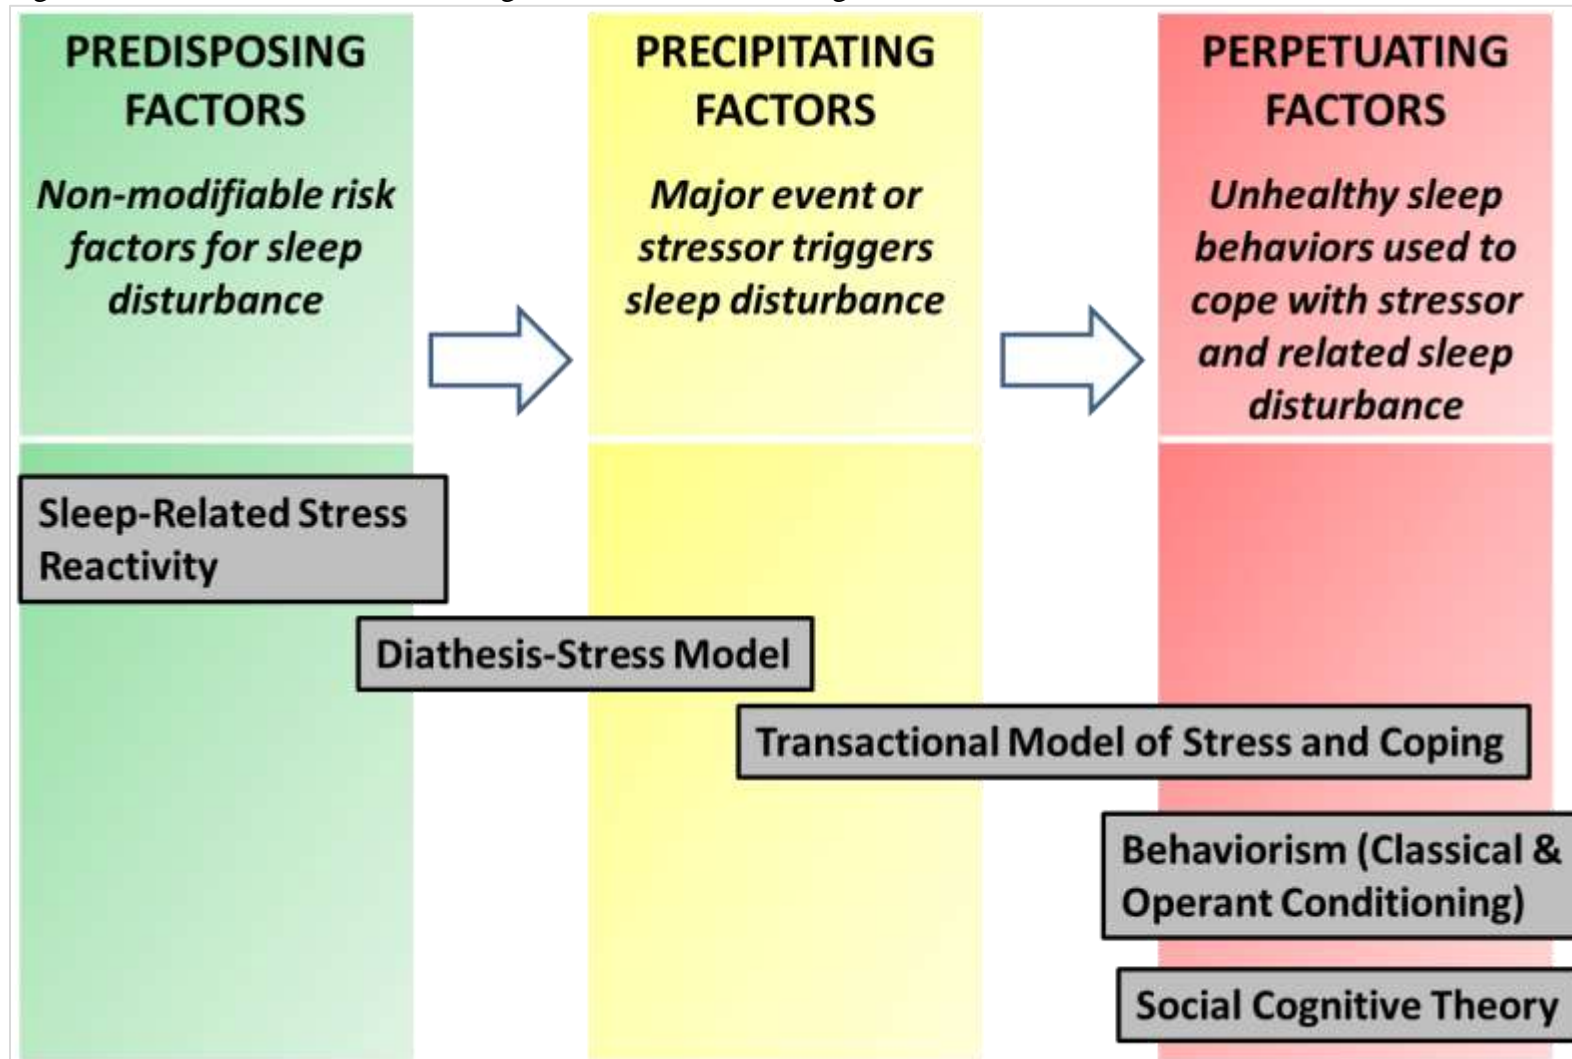 PREDISPOSING
FACTORS
Non-modifiable risk
factors for sleep
disturbance
PRECIPITATING
FACTORS
Major event or
stressor triggers
sleep disturbance
PERPETUATING
FACTORS
Unhealthy sleep
behaviors used to
cope with stressor
and related sleep
disturbance
Sleep-Related Stress
Reactivity
Diathesis-Stress Model
Transactional Model of Stress and Coping
Behaviorism (Classical &
Operant Conditioning)
Social Cognitive Theory